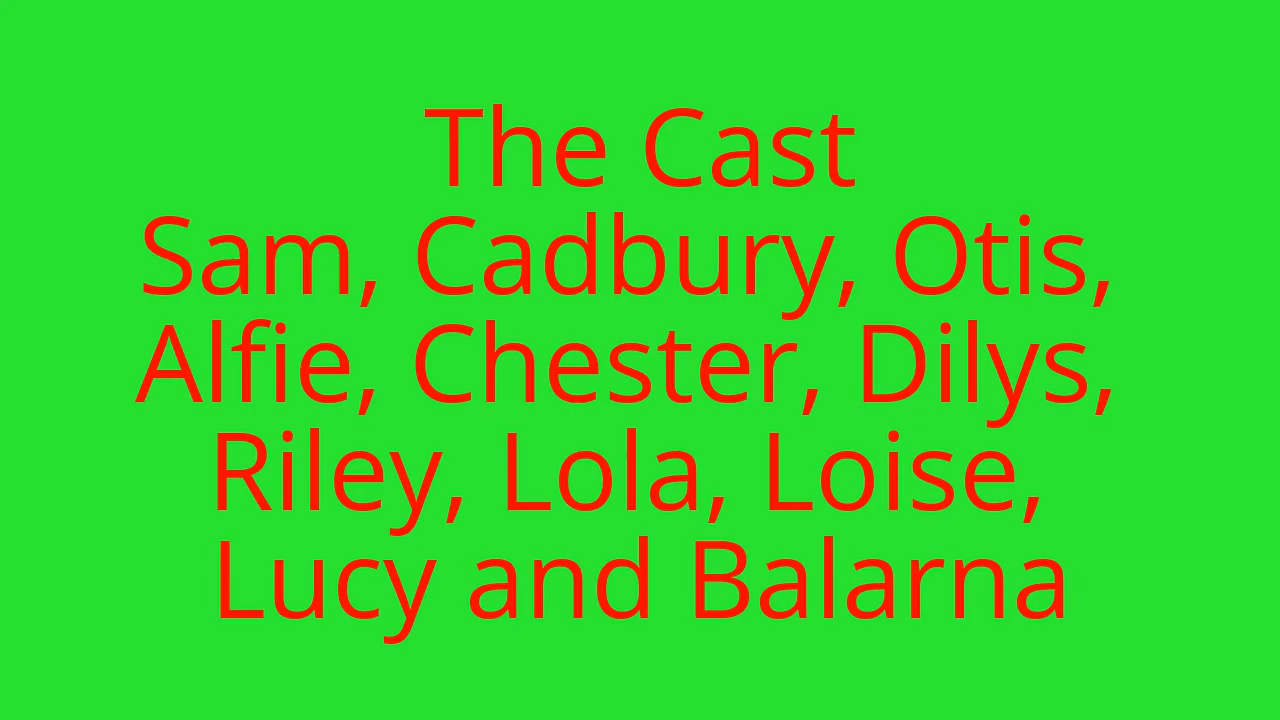 The Cast
Sam, Cadbury, Otis,
Alfie, Chester, Dilys,
Riley, Lola, Loise,
Lucy and Balarna